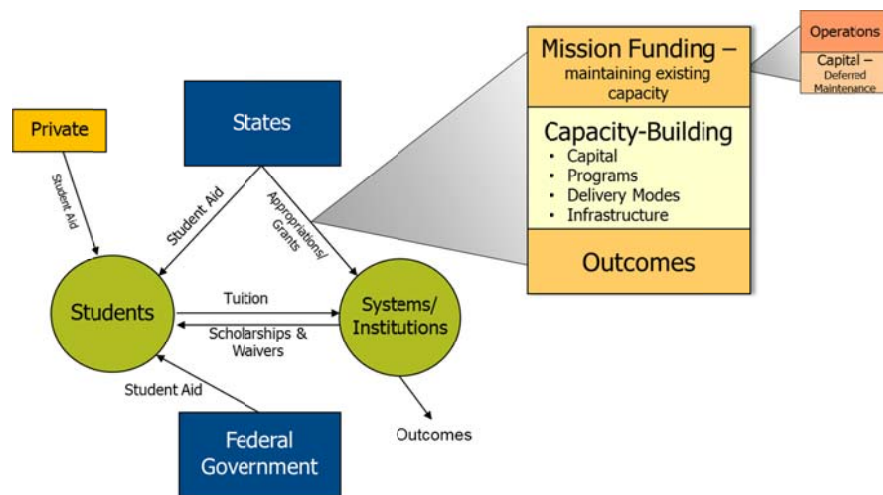 Private
Student Aid
States
Student Aid
Appropriations/
Grants
Students
Tuition
Scholarships &
Waivers
Systems/
Institutions
Student Aid
Federal
Government
Outcomes
Mission Funding –
maintaining existing
capacity
Capacity-Building
• Capital
• Programs
• Delivery Modes
• Infrastructure
Outcomes
Operations
Capital –
Deferred
Maintenance